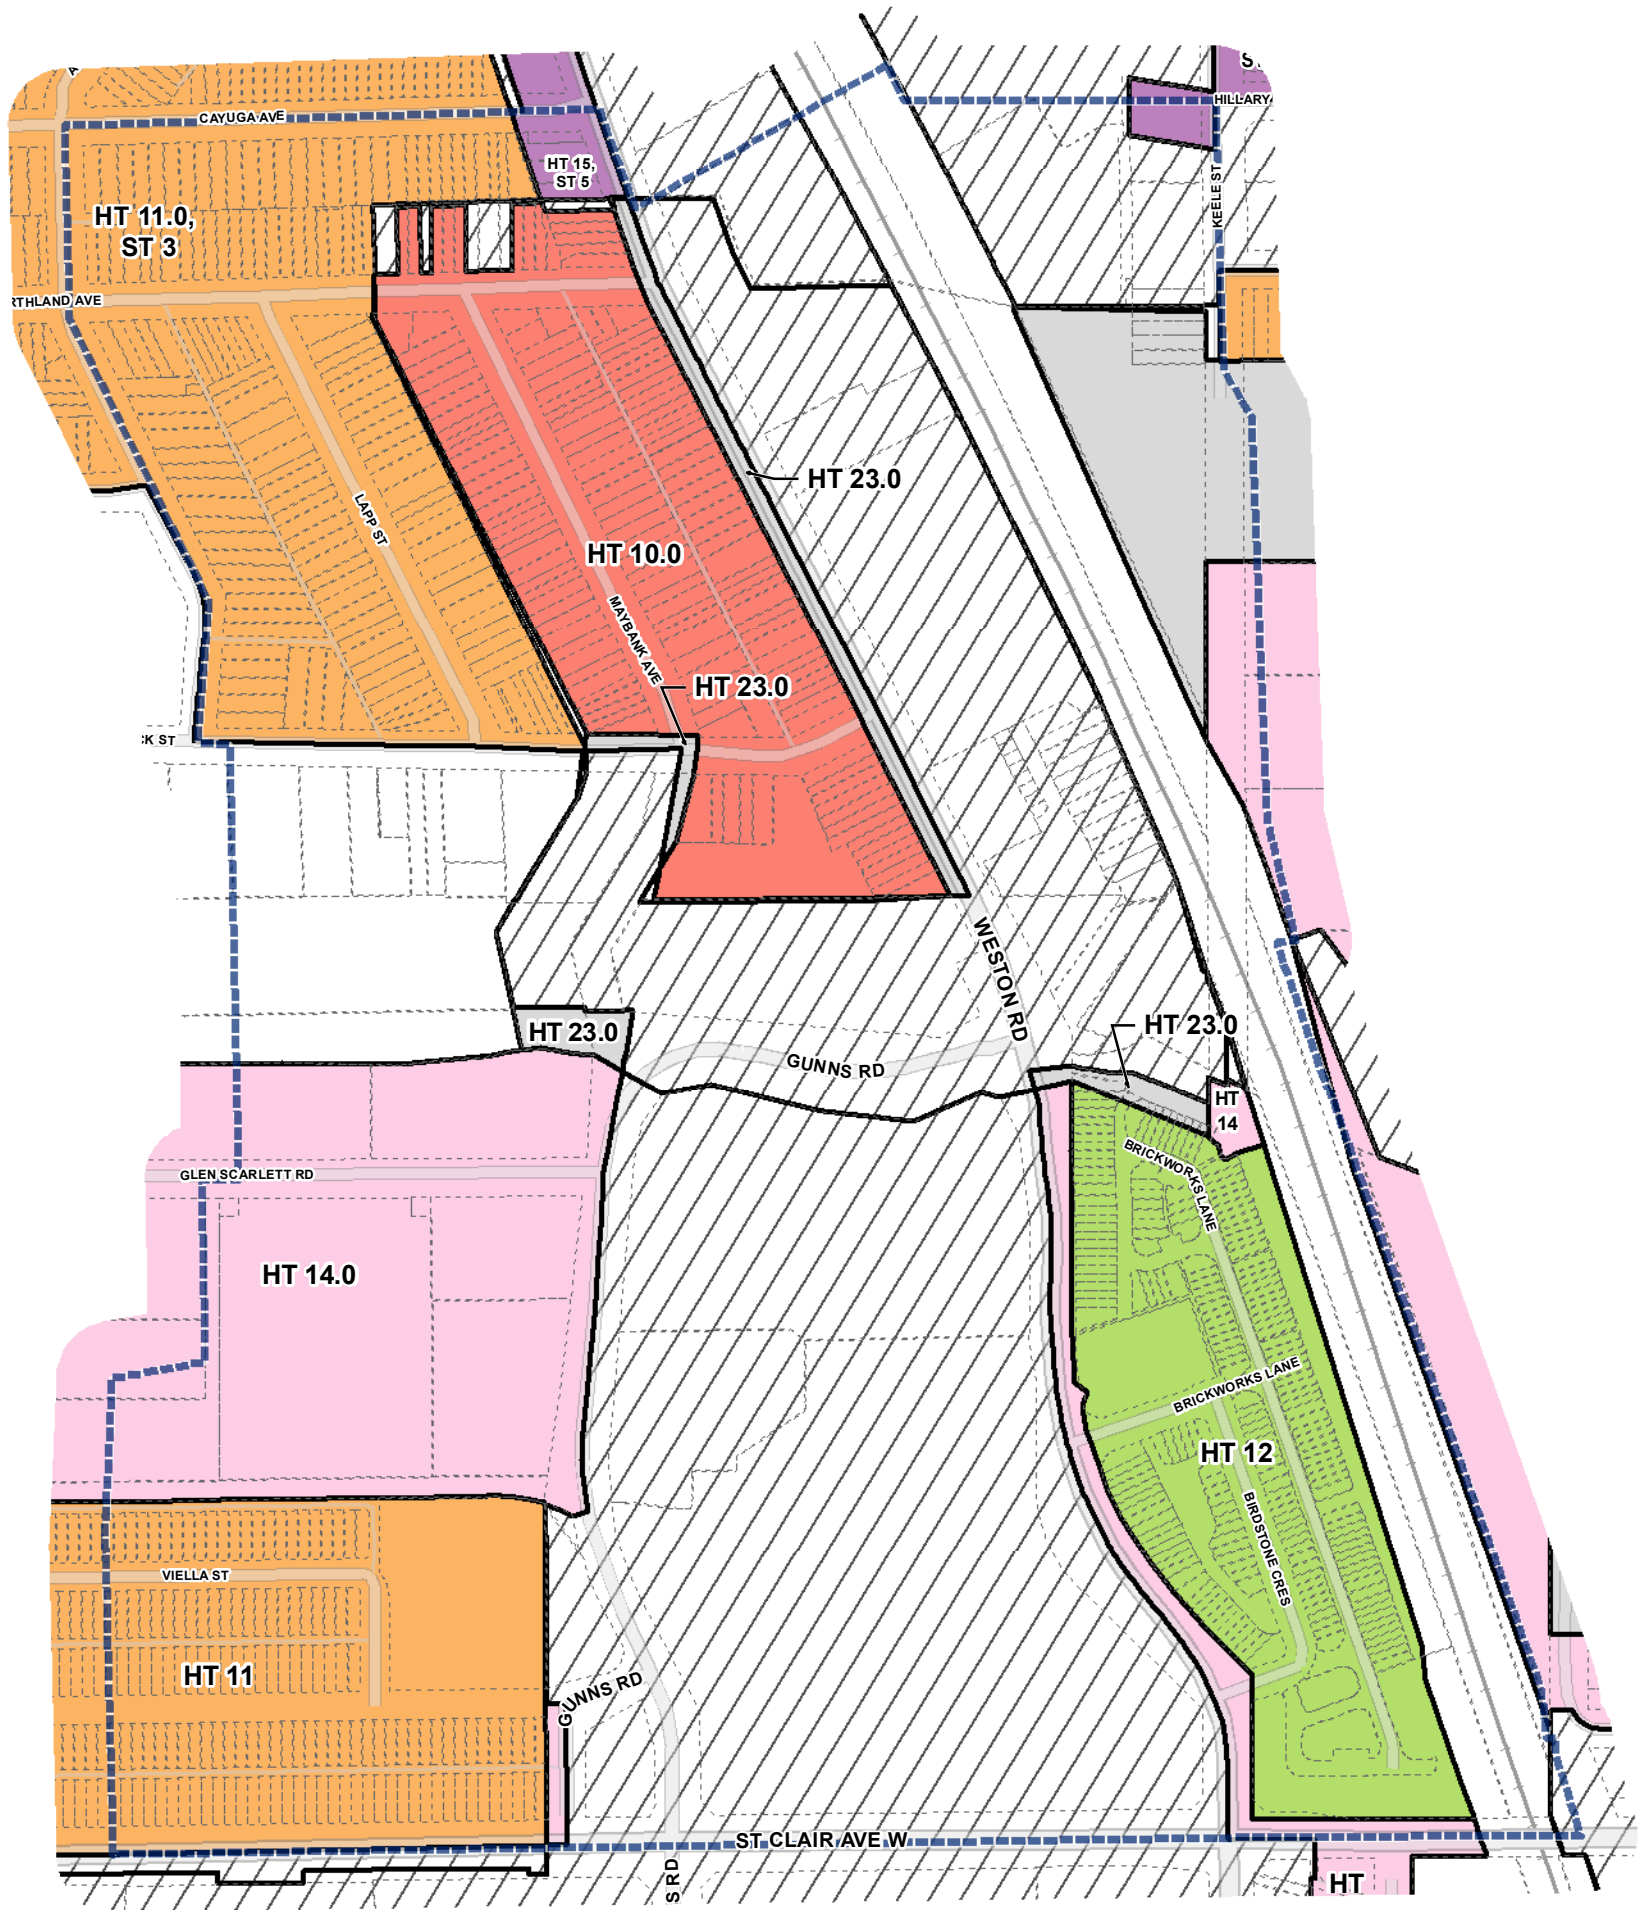 HILLARY
CAYUGA AVE
HT 15,
ST 5
KEELE ST
HT 11.0,
ST 3
RTHLAND AVE
HT 23.0
LAPP ST
HT 10.0
MAYBANK AVE
HT 23.0
CK ST
WESTON RD
HT 23.0
HT 23.0
GUNNS RD
HT
14
BRICKWORKS LANE
GLEN SCARLETT RD
HT 14.0
BRICKWORKS LANE
HT 12
BIRDSTONE CRES
VIELLA ST
HT 11
GUNNS RD
ST CLAIR AVE W
S RD
HT